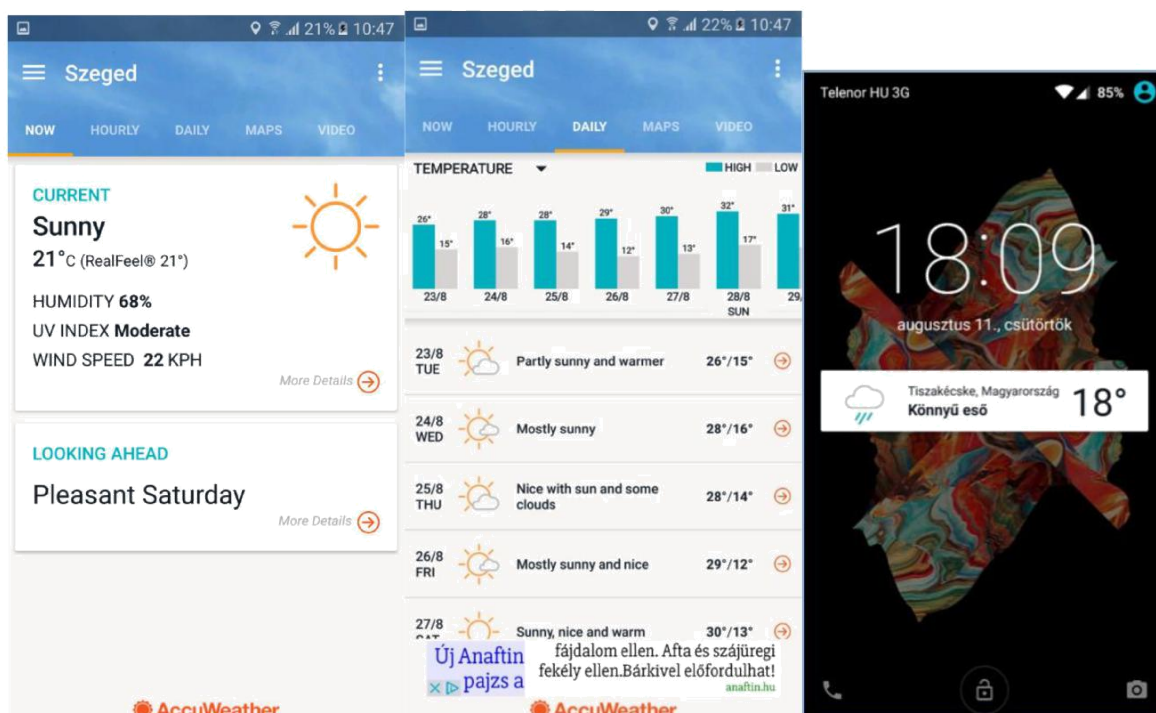 21% 10:47
Szeged
NOW HOURLY DAILY MAPS VIDEO
CURRENT
Sunny
21°C (RealFeel® 21°)
HUMIDITY 68%
UV INDEX Moderate
WIND SPEED 22 KPH
More Details
LOOKING AHEAD
Pleasant Saturday
More Details
AccuWeather
22% 10:47
Szeged
NOW HOURLY DAILY MAPS VIDEO
TEMPERATURE HIGH LOW
26° 15° 28° 16° 28° 14° 29° 12° 30° 13° 32° 17° 31°
23/8 24/8 25/8 26/8 27/8 28/8 29/
SUN
23/8 TUE
Partly sunny and warmer
26°/15°
24/8 WED
Mostly sunny
28°/16°
25/8 THU
Nice with sun and some
clouds
28°/14°
26/8 FRI
Mostly sunny and nice
29°/12°
27/8 SAT
Sunny, nice and warm
30°/13°
Új Anaftin
pajzs a
fájdalom ellen. Afta és szájüregi
fekély ellen.Bárkivel előfordulhat!
anaftin.hu
AccuWeather
Telenor HU 3G 85%
18:09
augusztus 11., csütörtök
Tiszakécske, Magyarország
Könnyű eső
18°